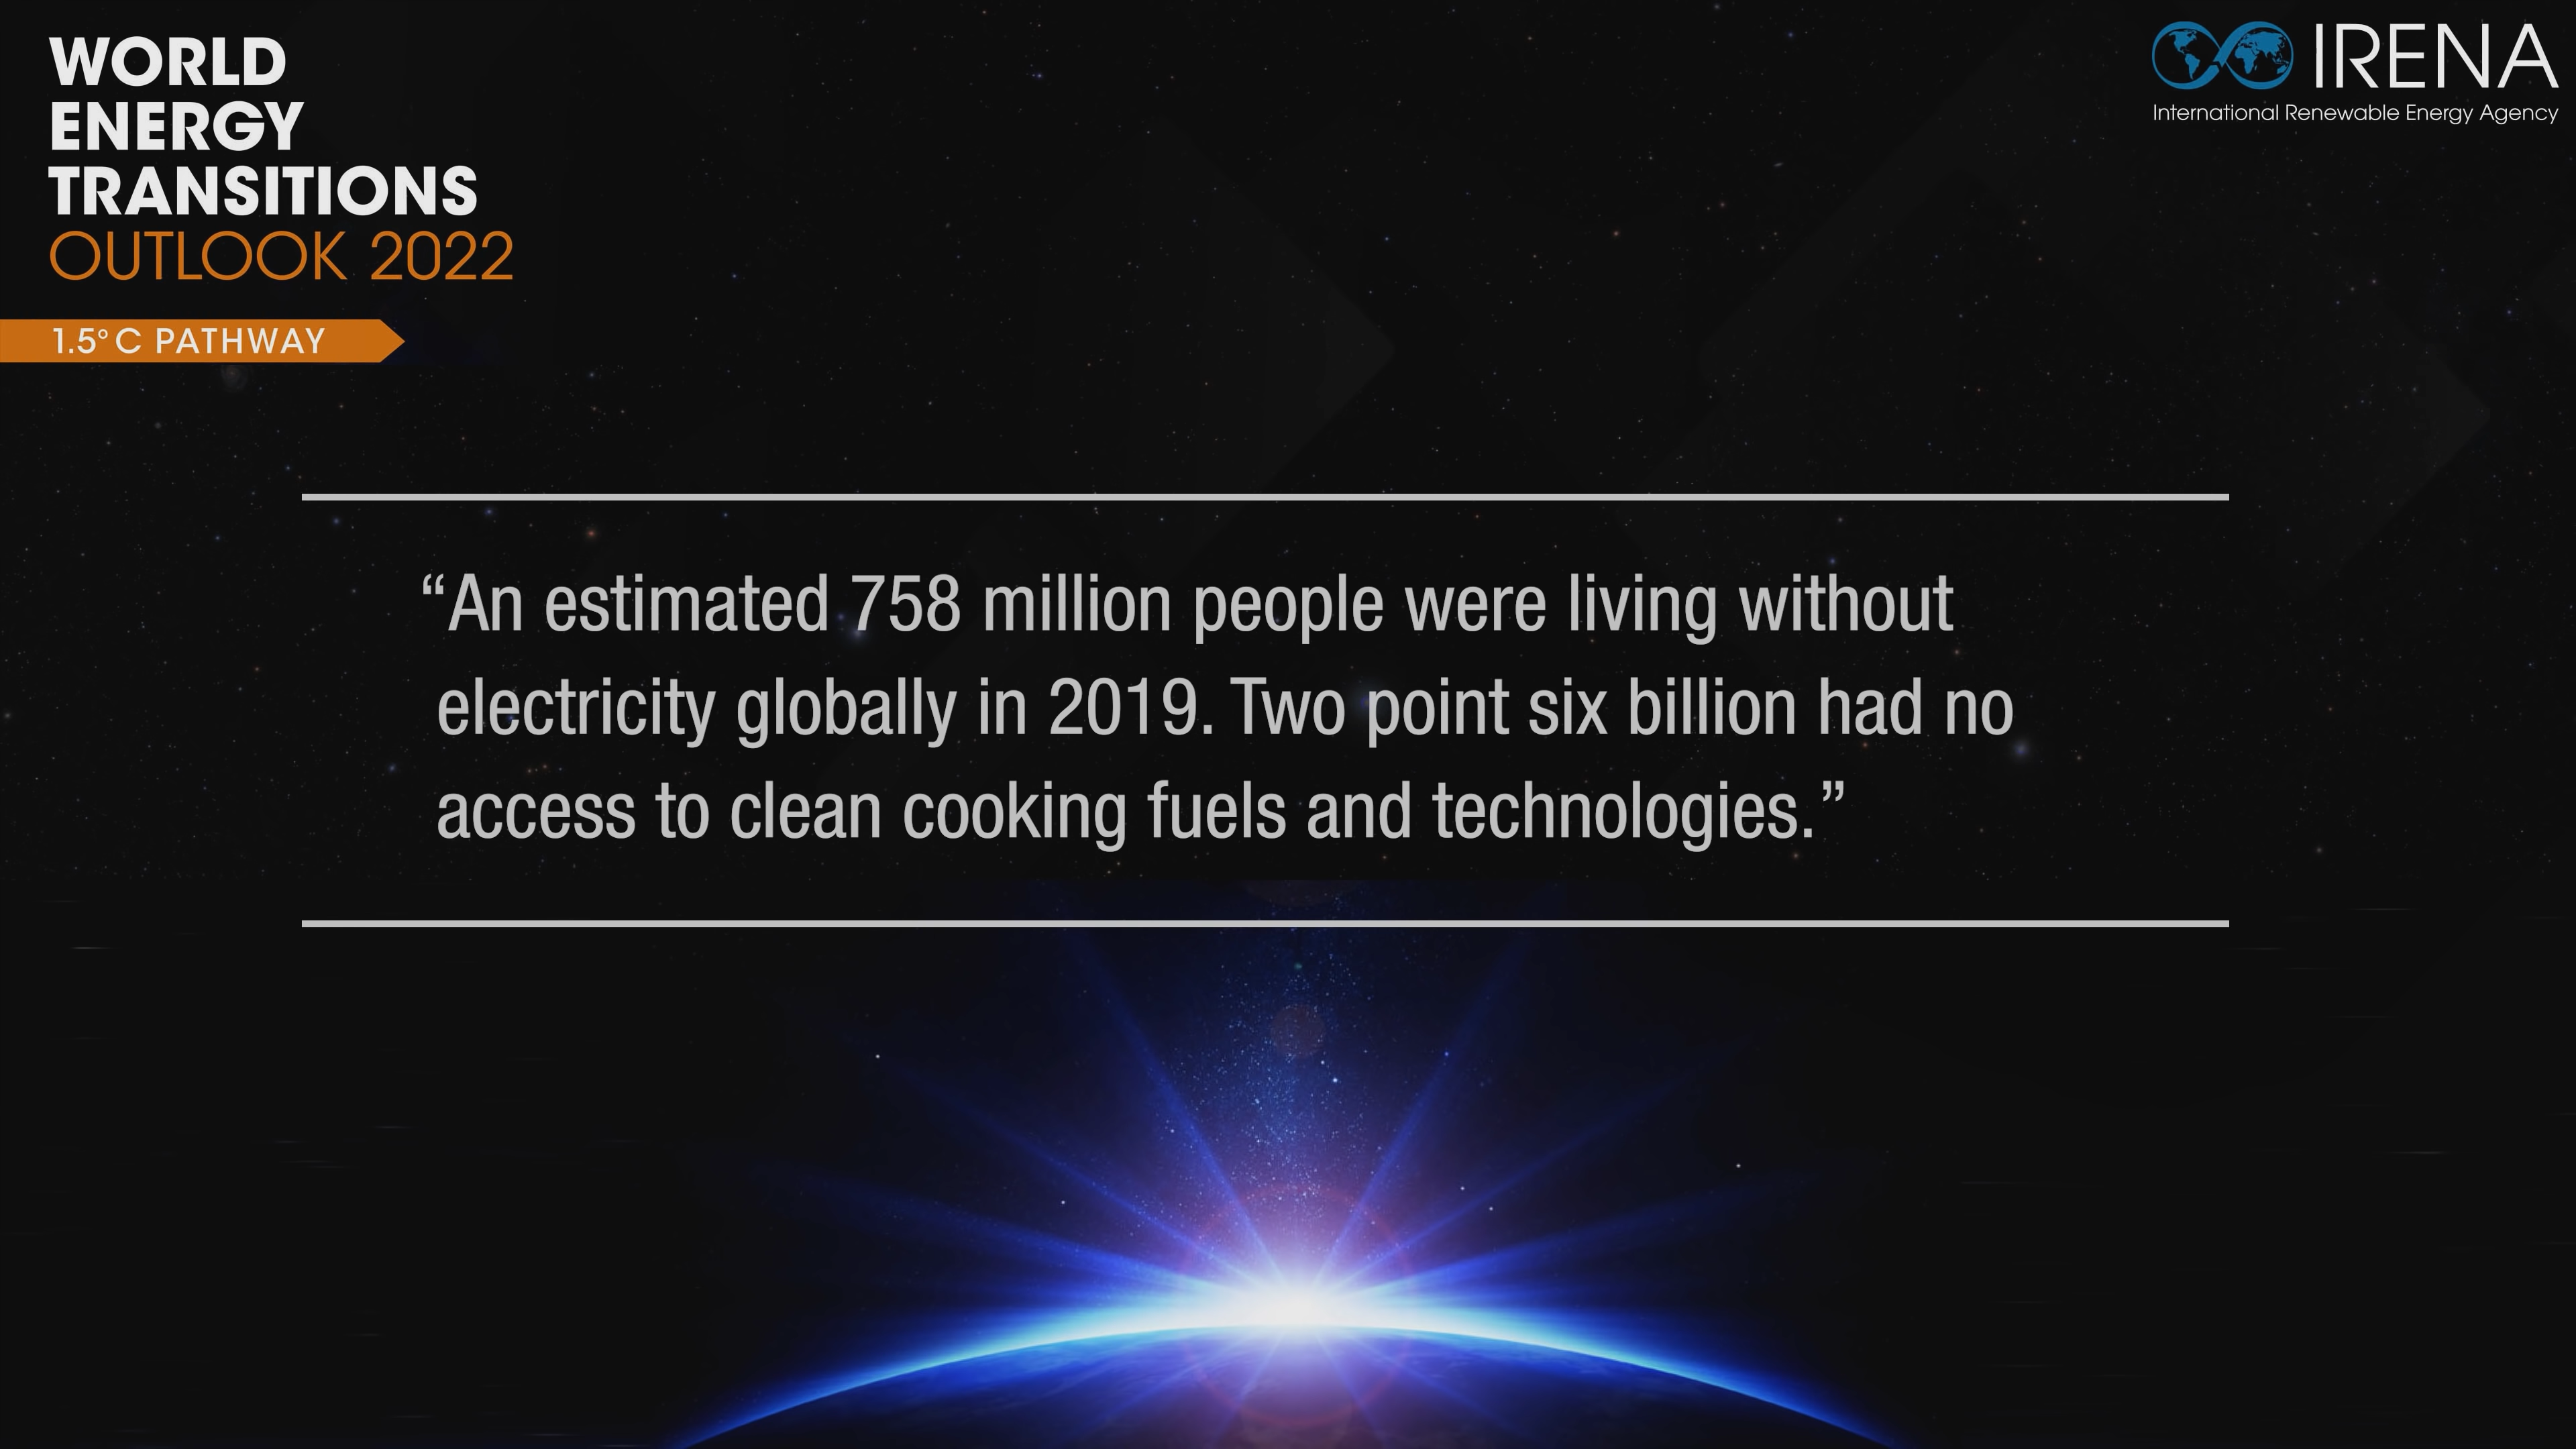 WORLD
ENERGY
TRANSITIONS
OUTLOOK 2022
1.5° C PATHWAY
IRENA
International Renewable Energy Agency
“An estimated 758 million people were living without
electricity globally in 2019. Two point six billion had no
access to clean cooking fuels and technologies.”